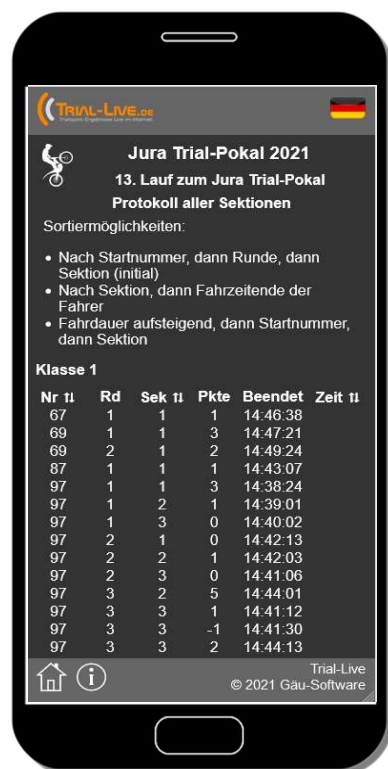 TRIAL-LIVE.DE
Trialsport-Ergebnisse Live im Internet
Jura Trial-Pokal 2021
13. Lauf zum Jura Trial-Pokal
Protokoll aller Sektionen
Sortiermöglichkeiten:
• Nach Startnummer, dann Runde, dann
Sektion (initial)
• Nach Sektion, dann Fahrzeitende der
Fahrer
• Fahrdauer aufsteigend, dann Startnummer,
dann Sektion
Klasse 1
Nr ⇅ Rd Sek ⇅ Pkte Beendet Zeit ⇅
67 1 1 1 14:46:38
69 1 1 3 14:47:21
69 2 1 2 14:49:24
87 1 1 1 14:43:07
97 1 1 3 14:38:24
97 1 2 1 14:39:01
97 1 3 0 14:40:02
97 2 1 0 14:42:13
97 2 2 1 14:42:03
97 2 3 0 14:41:06
97 3 2 5 14:44:01
97 3 3 1 14:41:12
97 3 3 -1 14:41:30
97 3 3 2 14:44:13
Trial-Live
© 2021 Gäu-Software